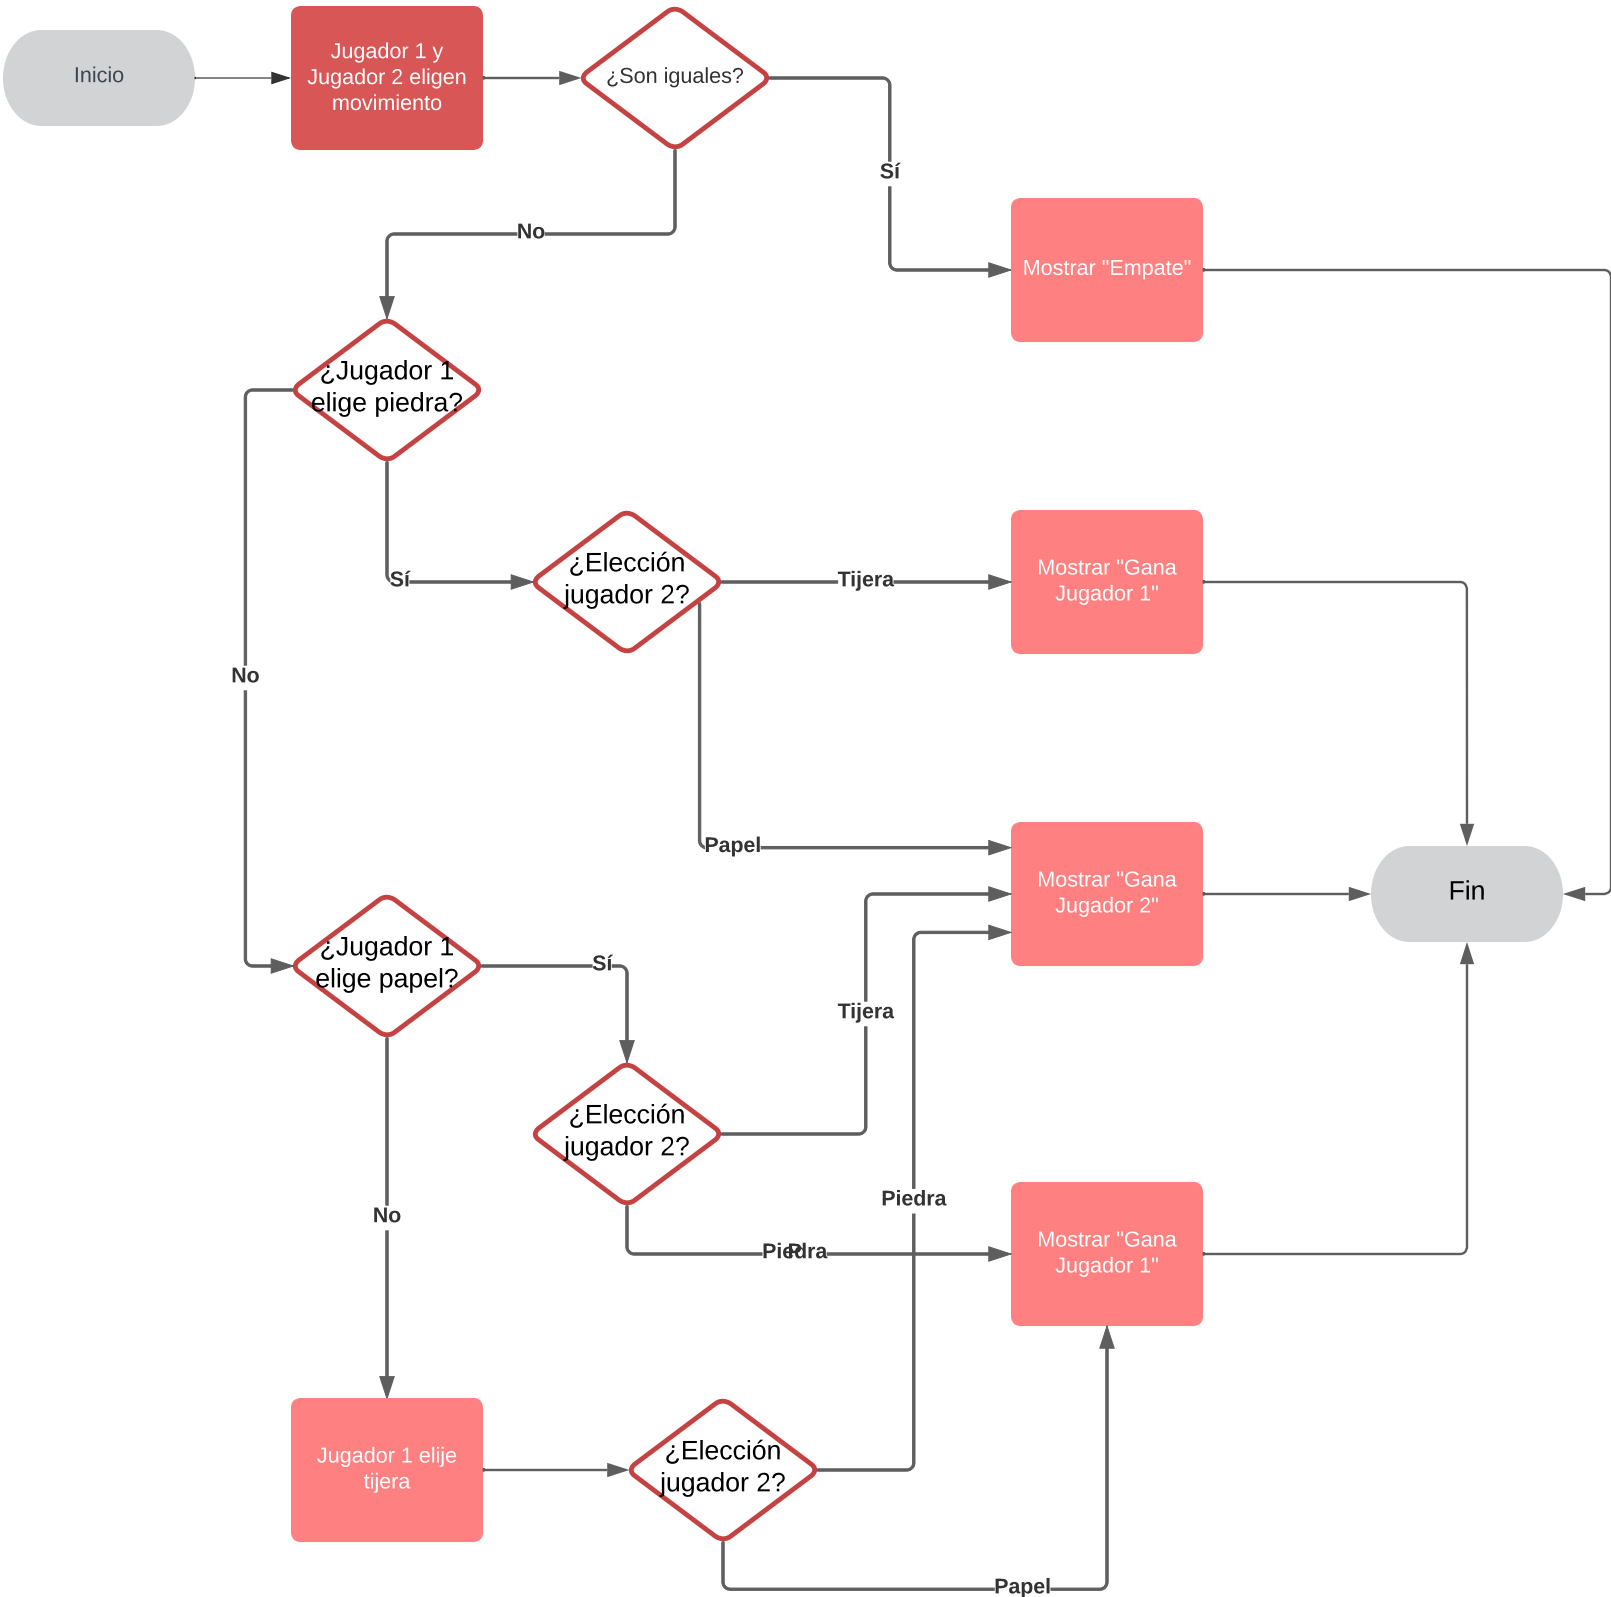 Inicio
Jugador 1 y
Jugador 2 eligen
movimiento
¿Son iguales?
Sí
No
Mostrar "Empate"
¿Jugador 1
elige piedra?
Sí
¿Elección
jugador 2?
Tijera
Mostrar "Gana
Jugador 1"
No
Papel
Mostrar "Gana
Jugador 2"
Fin
¿Jugador 1
elige papel?
Sí
Tijera
¿Elección
jugador 2?
Piedra
No
Piedra
Mostrar "Gana
Jugador 1"
Jugador 1 elije
tijera
¿Elección
jugador 2?
Papel